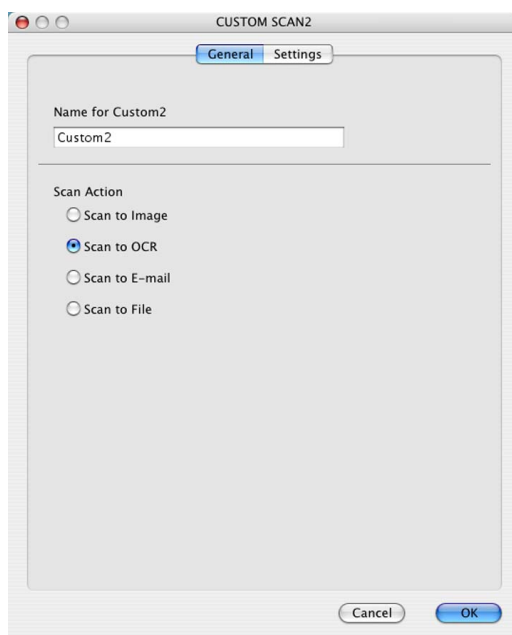 CUSTOM SCAN2
General Settings
Name for Custom2
Custom2
Scan Action
Scan to Image
Scan to OCR
Scan to E-mail
Scan to File
Cancel OK